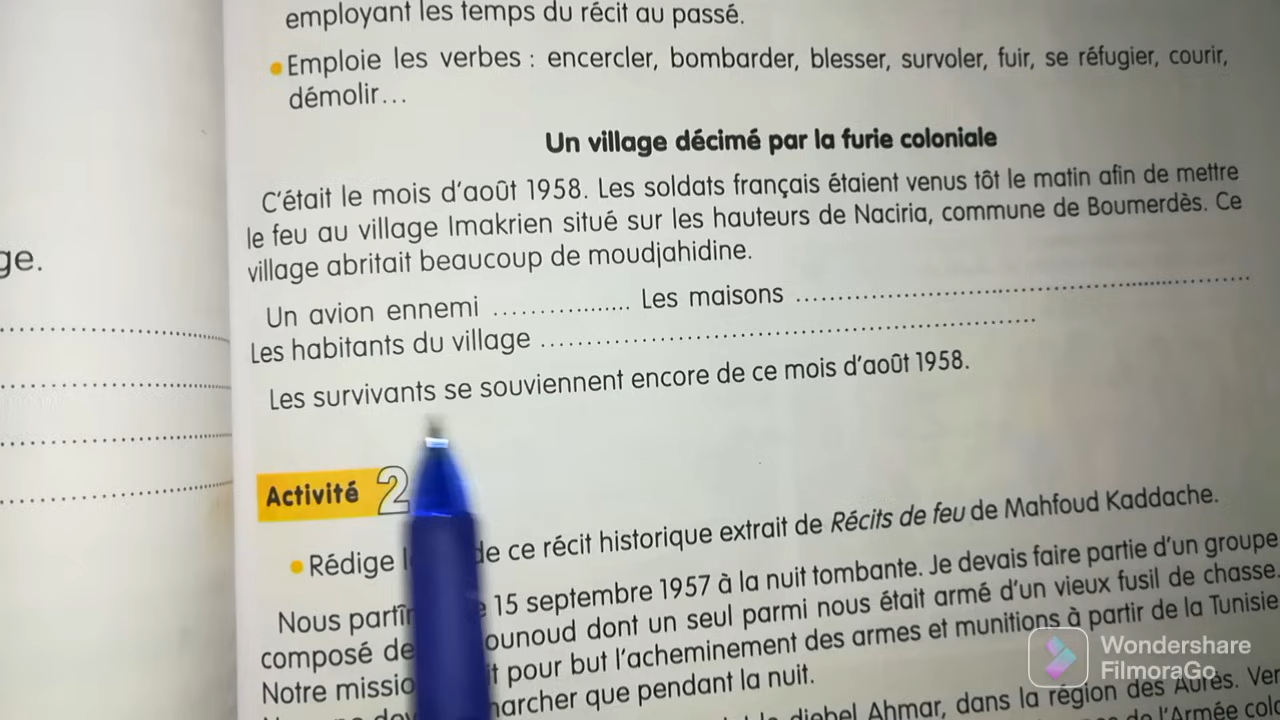 employant les temps du récit au passé.
Emploie les verbes : encercler, bombarder, blesser, survoler, fuir, se réfugier, courir,
démolir...
Un village décimé par la furie coloniale
C'était le mois d'août 1958. Les soldats français étaient venus tôt le matin afin de mettre
le feu au village Imakrien situé sur les hauteurs de Naciria, commune de Boumerdès. Ce
village abritait beaucoup de moudjahidine.
ge.
Un avion ennemi .................. Les maisons ............................................................
Les habitants du village ............................................................
Les survivants se souviennent encore de ce mois d'août 1958.
Activité 2
Rédige de ce récit historique extrait de Récits de feu de Mahfoud Kaddache.
Nous 15 septembre 1957 à la nuit tombante. Je devais faire partie d'un groupe
composé dont un seul parmi nous était armé d'un vieux fusil de chasse.
Notre pour but l'acheminement des armes et munitions à partir de la Tunisie
que pendant la nuit.
djebel Ahmar, dans la région des Aurès.
de l'Armée
Wondershare
FilmoraGo